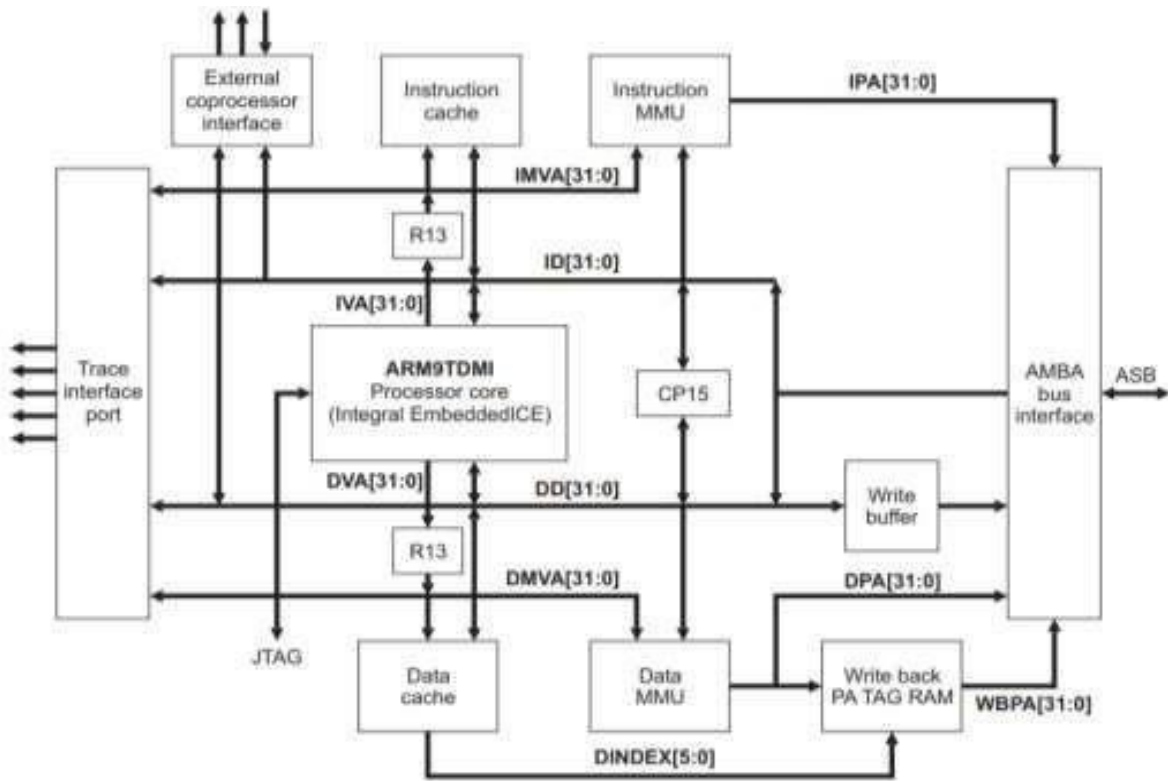 External
coprocessor
interface
Instruction
cache
Instruction
MMU
IPA[31:0]
IMVA[31:0]
R13
ID[31:0]
IVA[31:0]
Trace
interface
port
ARM9TDMI
Processor core
(Integral EmbeddedICE)
CP15
AMBA
bus
interface
ASB
DVA[31:0]
DD[31:0]
Write
buffer
R13
DMVA[31:0]
DPA[31:0]
JTAG
Data
cache
Data
MMU
Write back
PA TAG RAM
WBPA[31:0]
DINDEX[5:0]